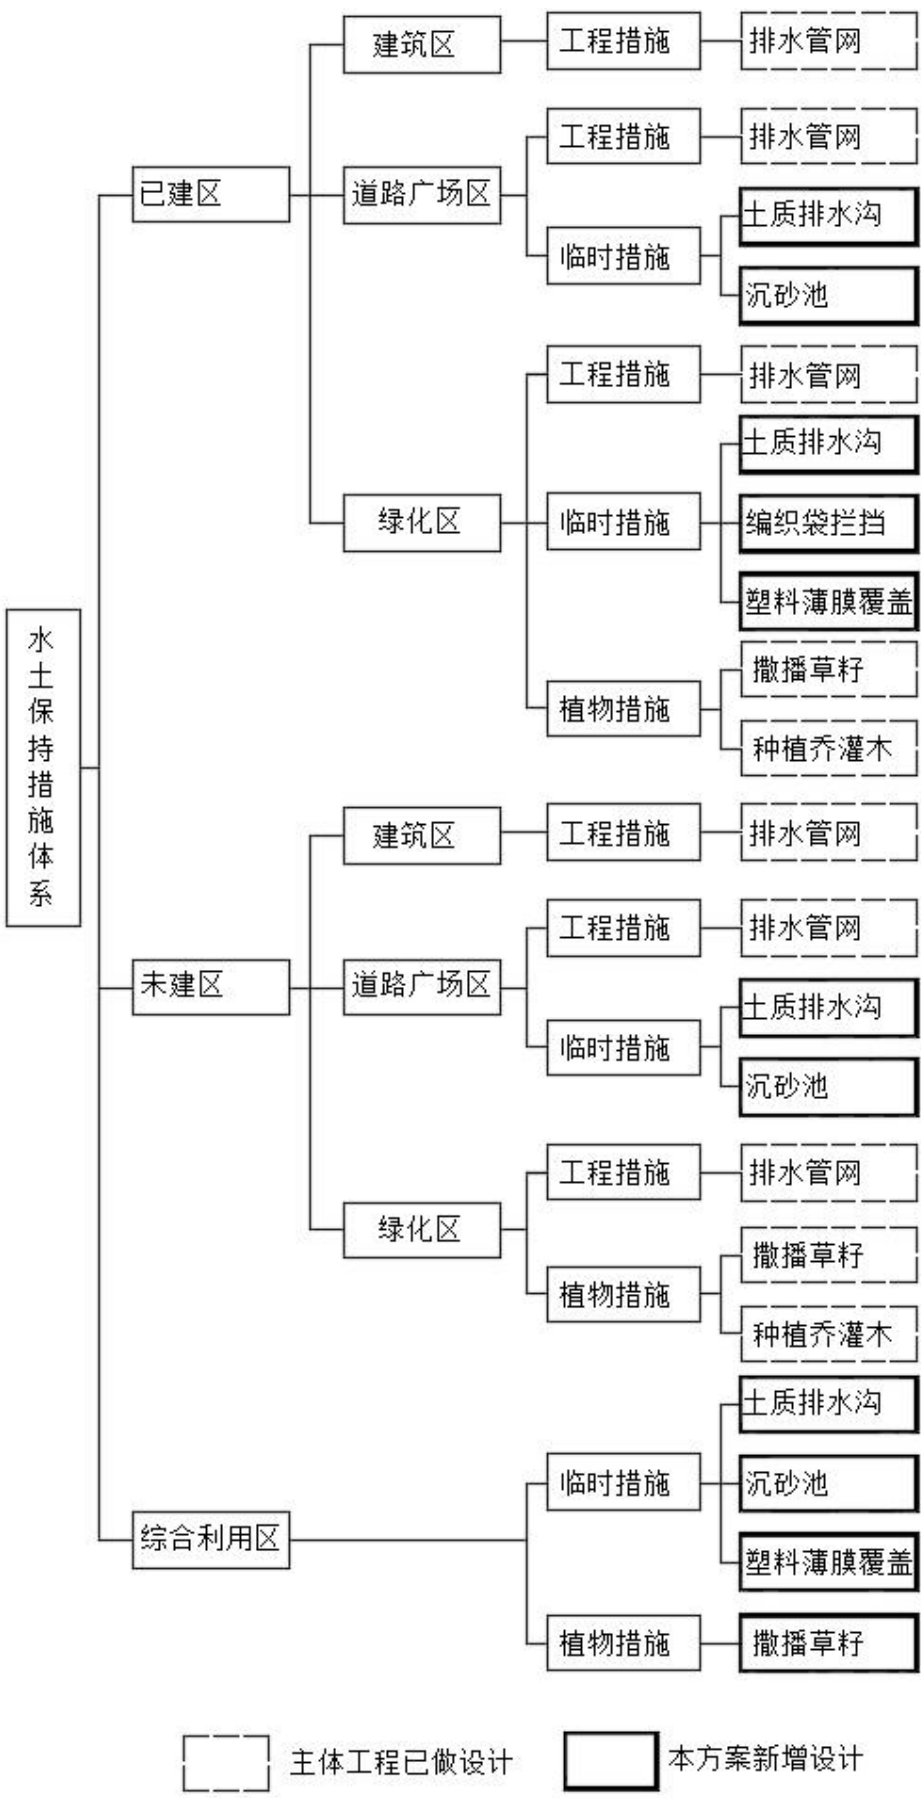 水土保持措施体系
已建区
建筑区
工程措施
排水管网
道路广场区
工程措施
排水管网
临时措施
土质排水沟
沉砂池
绿化区
工程措施
排水管网
临时措施
土质排水沟
编织袋拦挡
塑料薄膜覆盖
植物措施
撒播草籽
种植乔灌木
未建区
建筑区
工程措施
排水管网
道路广场区
工程措施
排水管网
临时措施
土质排水沟
沉砂池
绿化区
工程措施
排水管网
植物措施
撒播草籽
种植乔灌木
综合利用区
临时措施
土质排水沟
沉砂池
塑料薄膜覆盖
植物措施
撒播草籽
主体工程已做设计
本方案新增设计